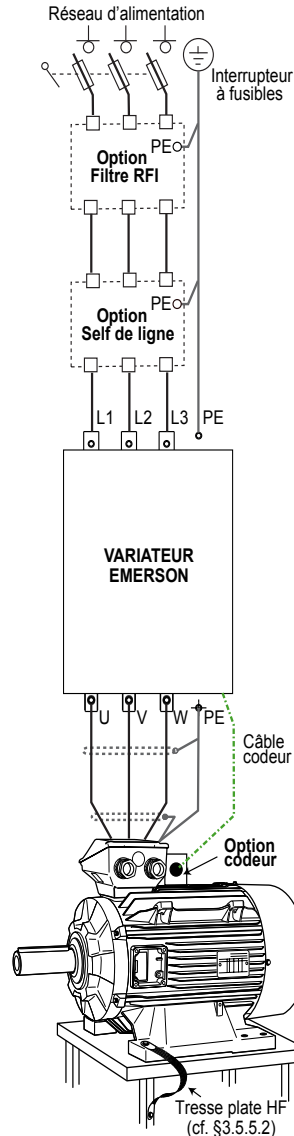 Réseau d'alimentation
Interrupteur
à fusibles
PE
Option
Filtre RFI
PE
Option
Self de ligne
L1 L2 L3 PE
VARIATEUR
EMERSON
U V W PE
Câble
codeur
Option
codeur
Tresse plate HF
(cf. §3.5.5.2)